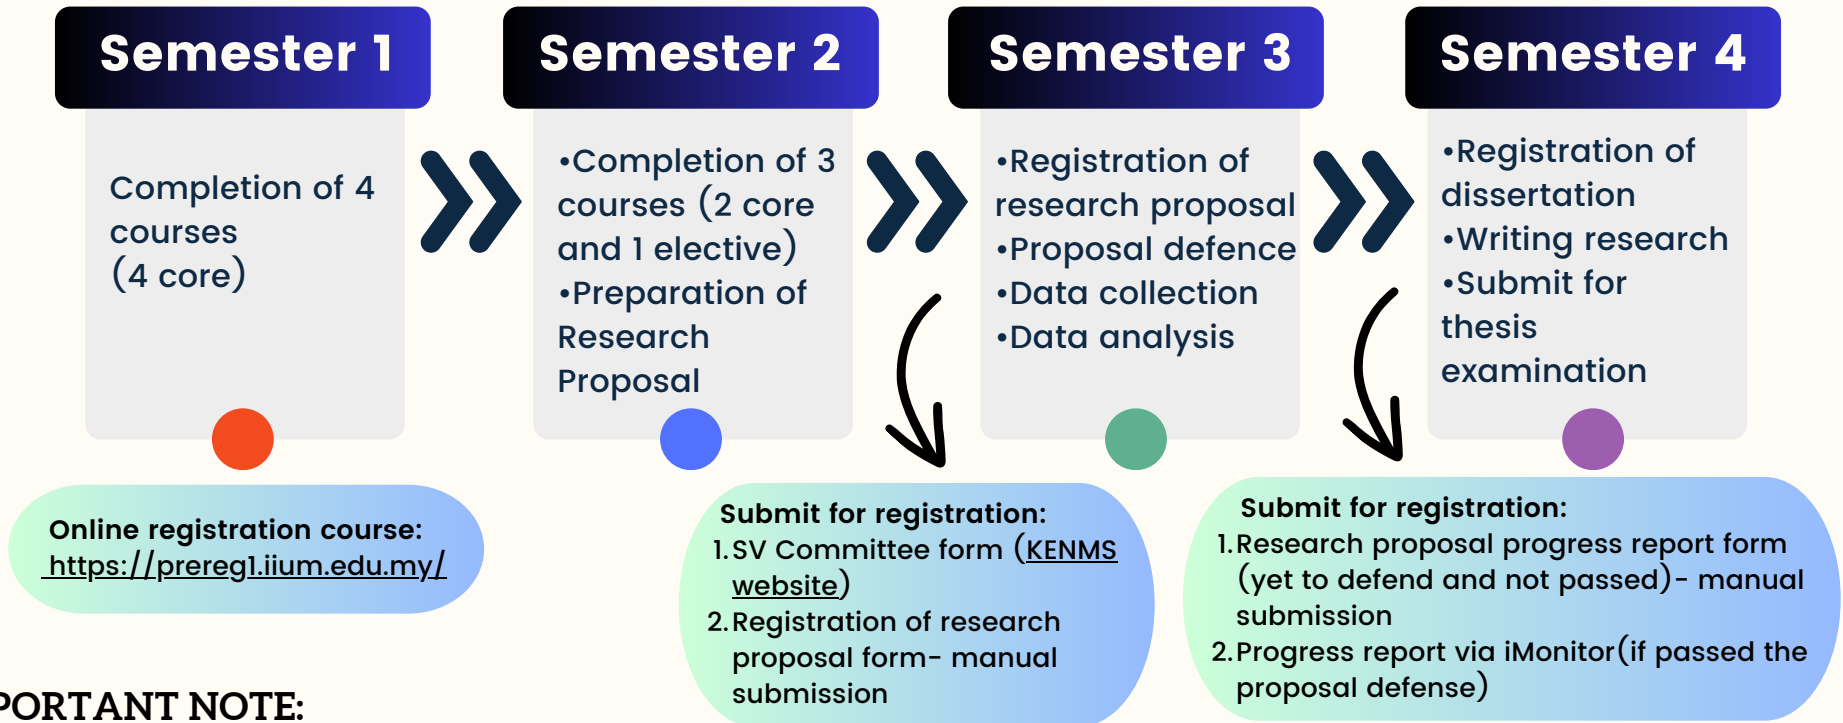 Semester 1
Completion of 4
courses
(4 core)
Online registration course:
https://prereg1.iium.edu.my/
Semester 2
•Completion of 3
courses (2 core
and 1 elective)
•Preparation of
Research
Proposal
Submit for registration:
1.SV Committee form (KENMS
website)
2.Registration of research
proposal form- manual
submission
Semester 3
•Registration of
research proposal
•Proposal defence
•Data collection
•Data analysis
Submit for registration:
1.Research proposal progress report form
(yet to defend and not passed)- manual
submission
2.Progress report via iMonitor(if passed the
proposal defense)
Semester 4
•Registration of
dissertation
•Writing research
•Submit for
thesis
examination
PORTANT NOTE: